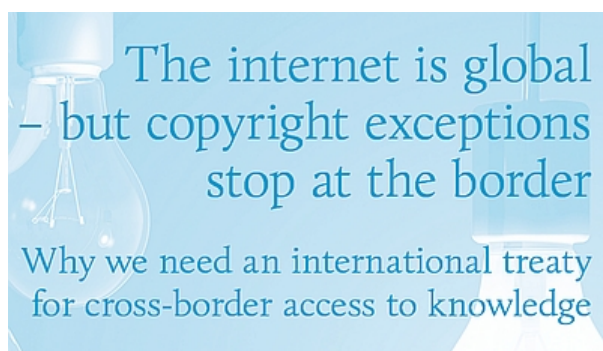 The internet is global
– but copyright exceptions
stop at the border
Why we need an international treaty
for cross-border access to knowledge